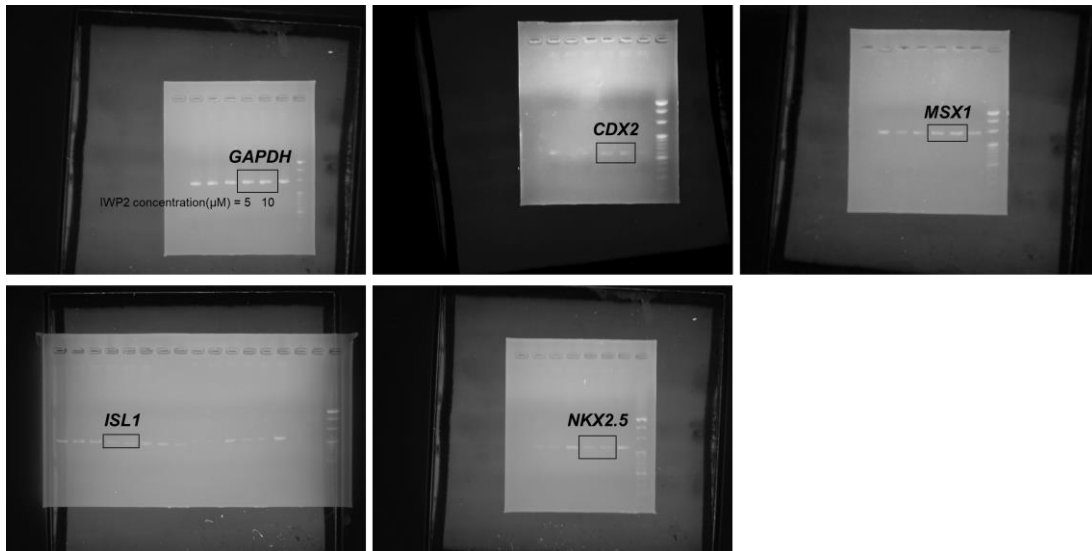 GAPDH
IWP2 concentration(μM) = 5 10
CDX2
MSX1
ISL1
NKX2.5